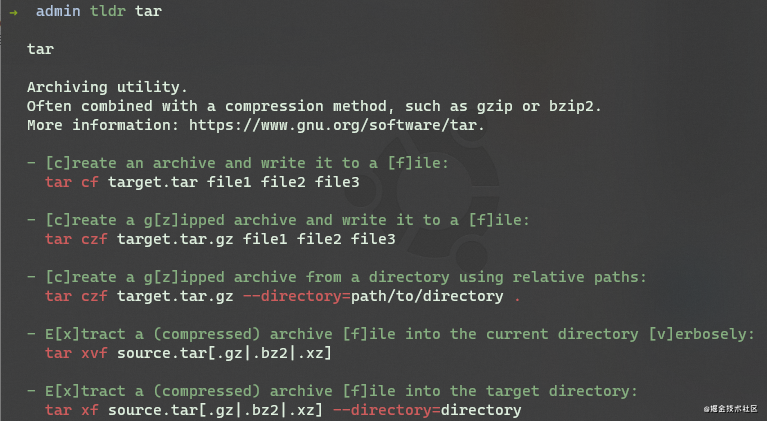 → admin tldr tar
tar
Archiving utility.
Often combined with a compression method, such as gzip or bzip2.
More information: https://www.gnu.org/software/tar.
- [c]reate an archive and write it to a [f]ile:
tar cf target.tar file1 file2 file3
- [c]reate a g[z]ipped archive and write it to a [f]ile:
tar czf target.tar.gz file1 file2 file3
- [c]reate a g[z]ipped archive from a directory using relative paths:
tar czf target.tar.gz --directory=path/to/directory .
- E[x]tract a (compressed) archive [f]ile into the current directory [v]erbosely:
tar xvf source.tar[.gz|.bz2|.xz]
- E[x]tract a (compressed) archive [f]ile into the target directory:
tar xf source.tar[.gz|.bz2|.xz] --directory=directory
@掘金技术社区